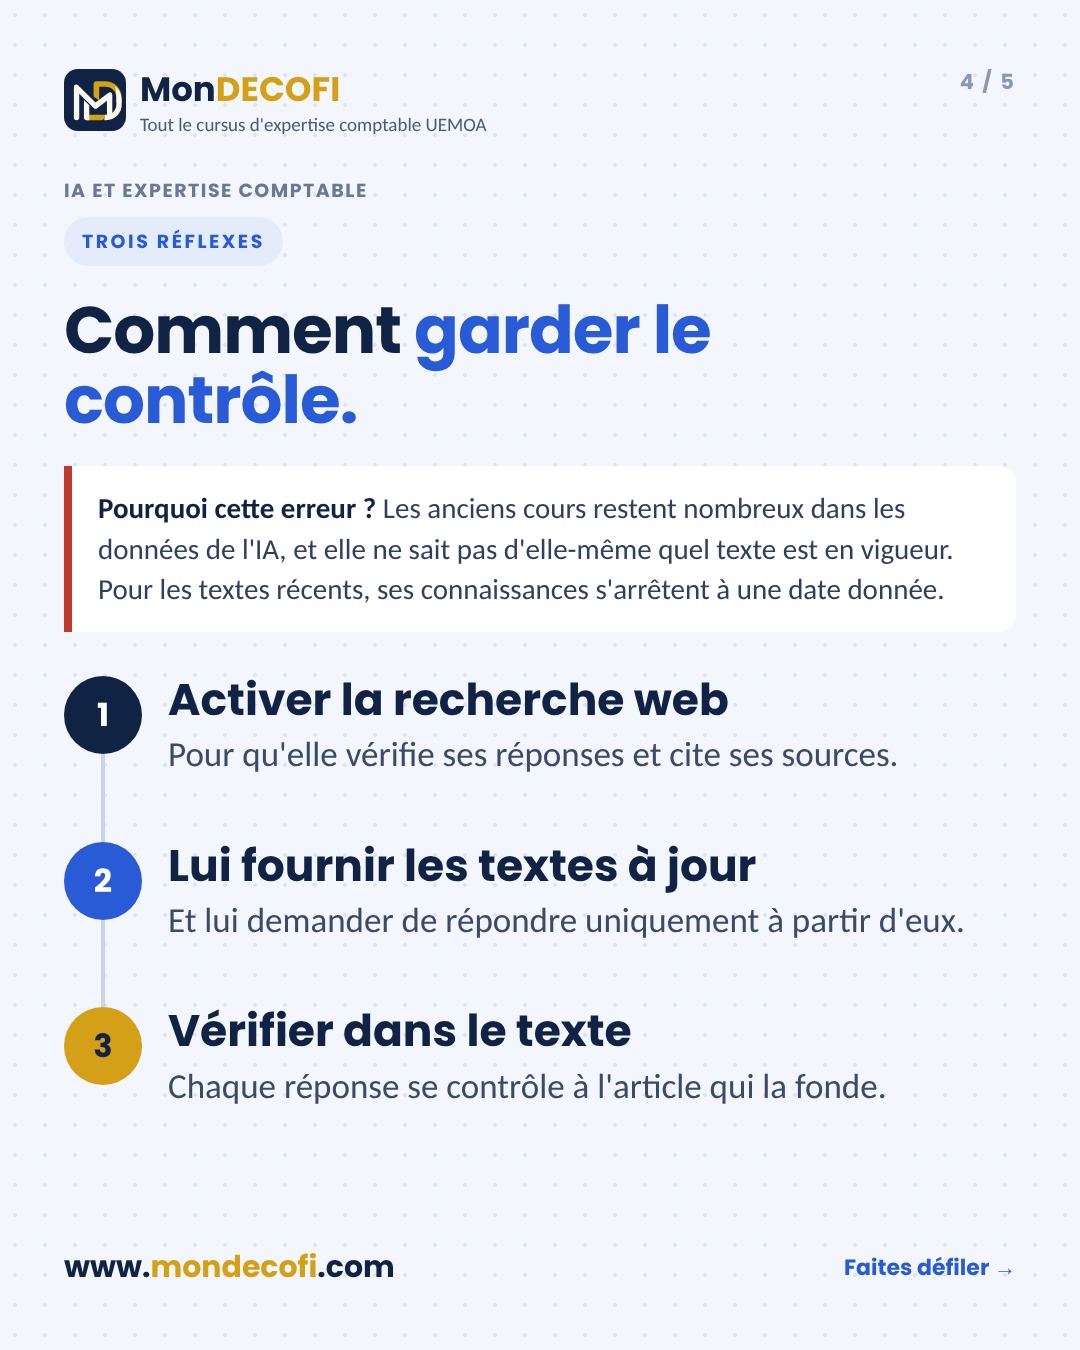 MonDECOFI
Tout le cursus d'expertise comptable UEMOA
4 / 5
IA ET EXPERTISE COMPTABLE
TROIS RÉFLEXES
Comment garder le
contrôle.
Pourquoi cette erreur ? Les anciens cours restent nombreux dans les
données de l'IA, et elle ne sait pas d'elle-même quel texte est en vigueur.
Pour les textes récents, ses connaissances s'arrêtent à une date donnée.
1
Activer la recherche web
Pour qu'elle vérifie ses réponses et cite ses sources.
2
Lui fournir les textes à jour
Et lui demander de répondre uniquement à partir d'eux.
3
Vérifier dans le texte
Chaque réponse se contrôle à l'article qui la fonde.
www.mondecofi.com
Faites défiler →